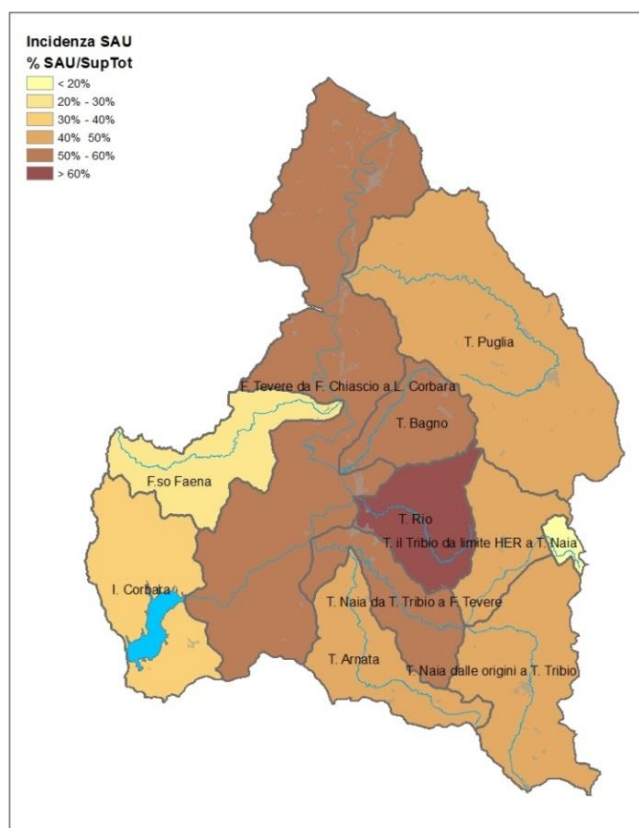 Incidenza SAU
% SAU/SupTot
< 20%
20% - 30%
30% - 40%
40% 50%
50% - 60%
> 60%
T. Puglia
F. Tevere da F. Chiascio a L. Corbara
T. Bagno
F.so Faena
T. Rio
T. il Tribio da limite HER a T. Naia
I. Corbara
T. Naia da T. Tribio a F. Tevere
T. Arnata
T. Naia dalle origini a T. Tribio